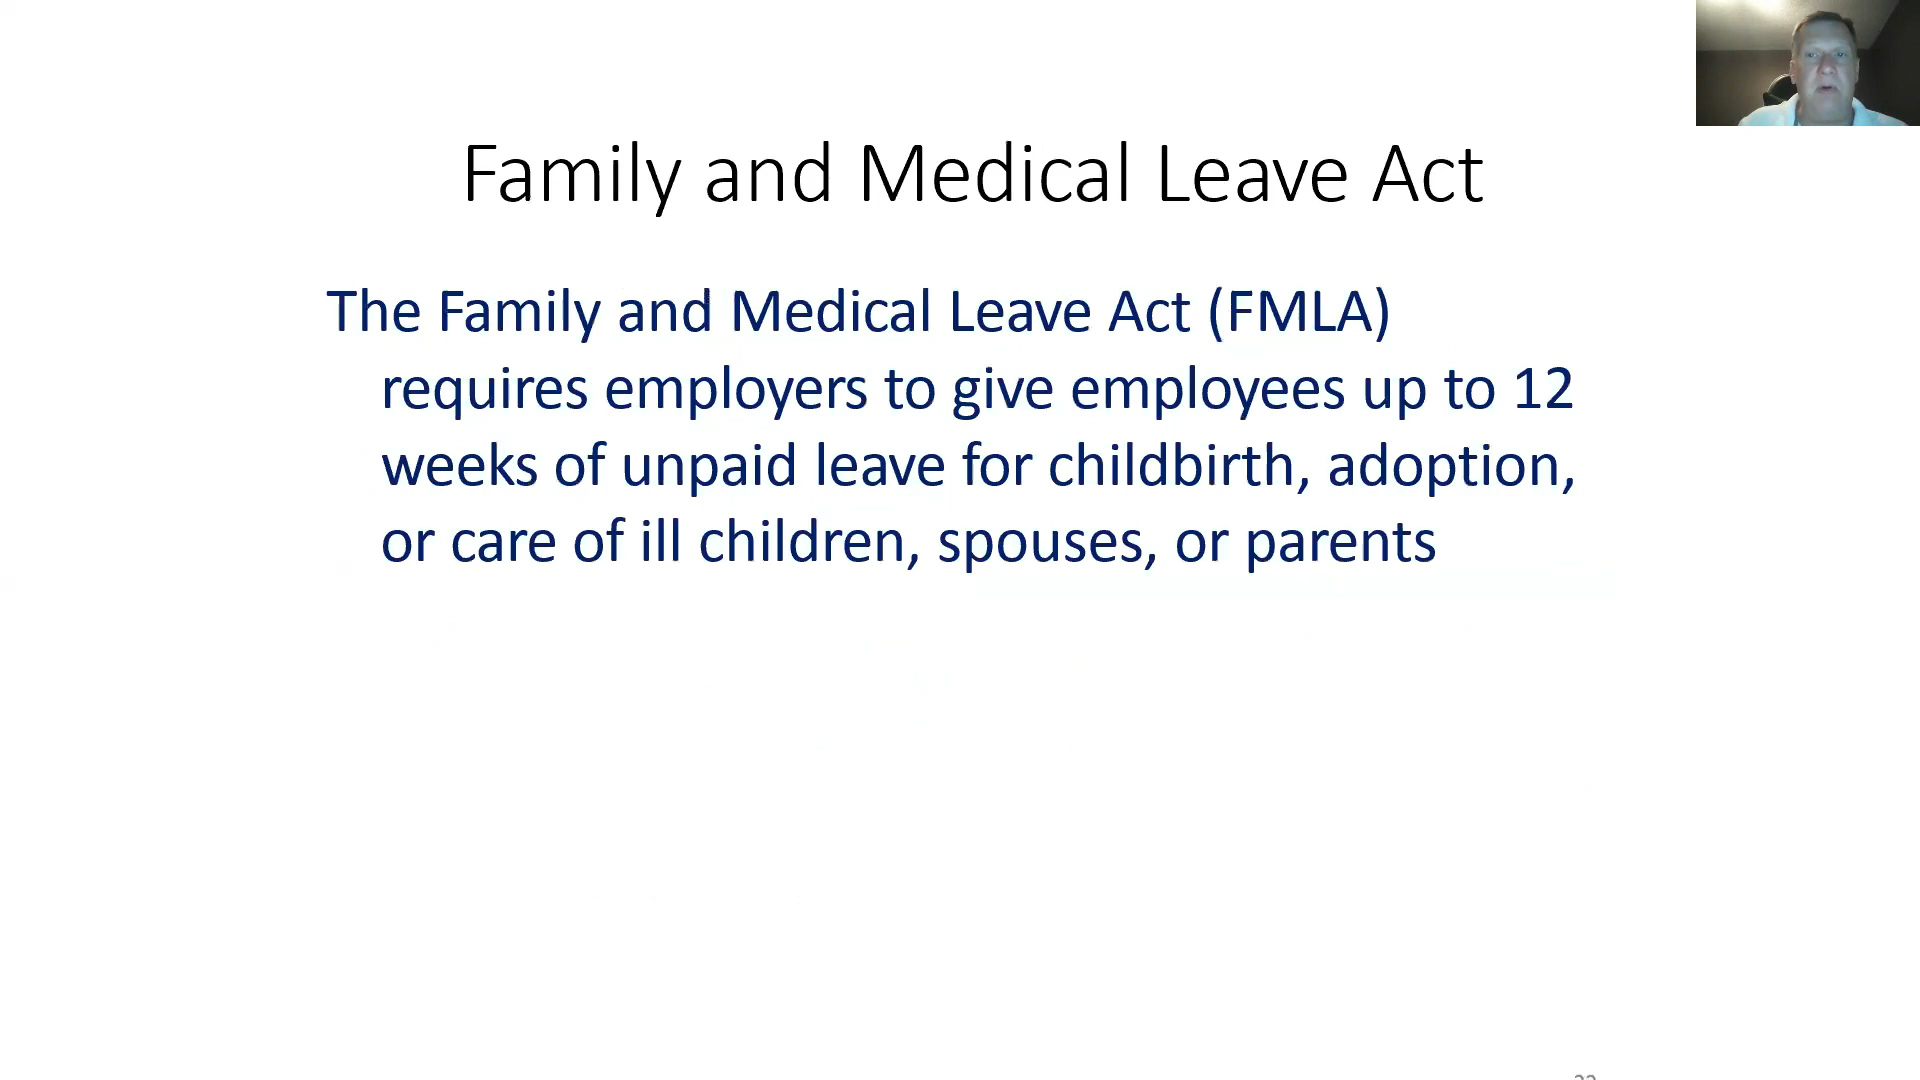 Family and Medical Leave Act
The Family and Medical Leave Act (FMLA)
requires employers to give employees up to 12
weeks of unpaid leave for childbirth, adoption,
or care of ill children, spouses, or parents